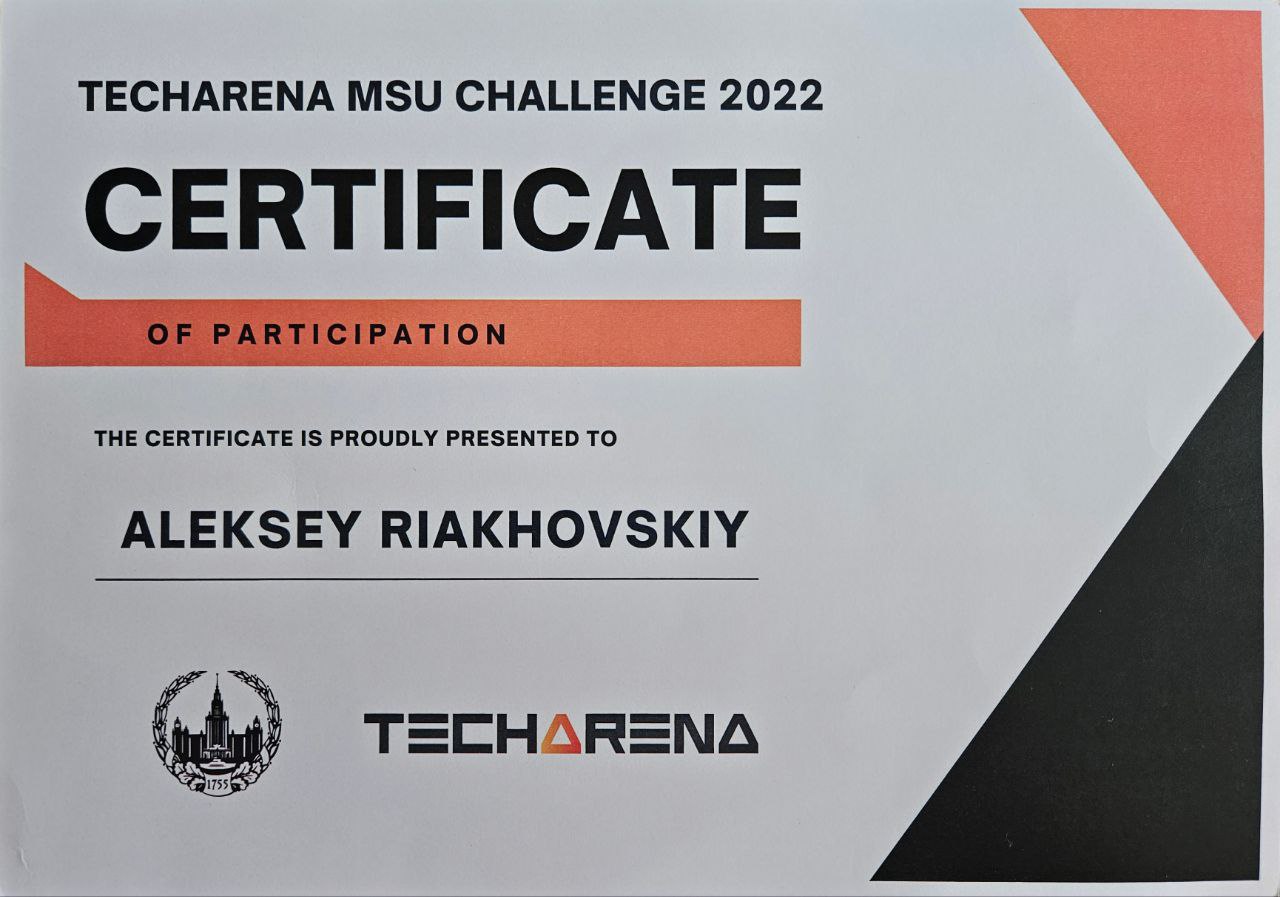 TECHARENA MSU CHALLENGE 2022
CERTIFICATE
OF PARTICIPATION
THE CERTIFICATE IS PROUDLY PRESENTED TO
ALEKSEY RIAKHOVSKIY
1755
TECHARENA